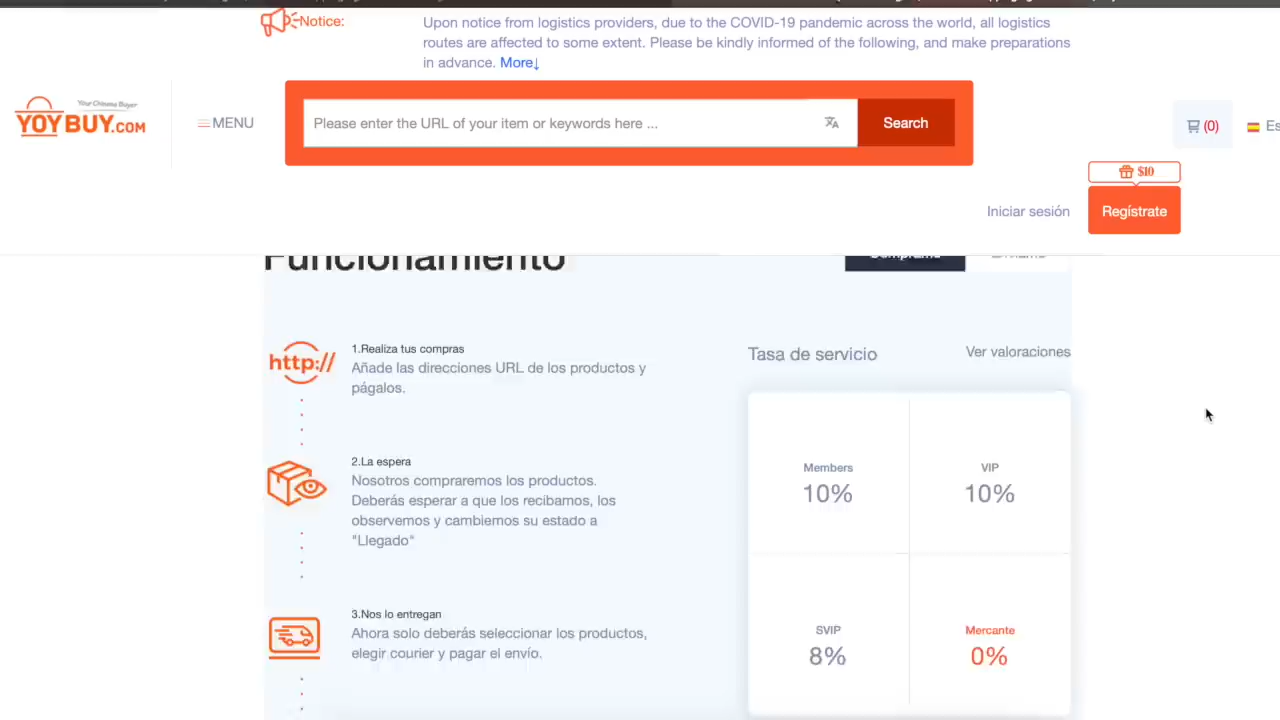 Notice:
Upon notice from logistics providers, due to the COVID-19 pandemic across the world, all logistics
routes are affected to some extent. Please be kindly informed of the following, and make preparations
in advance. More↓
Your Chinese Buyer
YOYBUY.COM
MENU
Please enter the URL of your item or keywords here ...
Search
(0)
Es
$10
Iniciar sesión
Regístrate
Funcionamiento
1.Realiza tus compras
Añade las direcciones URL de los productos y
págalos.
http://
Tasa de servicio
Ver valoraciones
2.La espera
Nosotros compraremos los productos.
Deberás esperar a que los recibamos, los
observemos y cambiemos su estado a
"Llegado"
Members
10%
VIP
10%
3.Nos lo entregan
Ahora solo deberás seleccionar los productos,
elegir courier y pagar el envío.
SVIP
8%
Mercante
0%